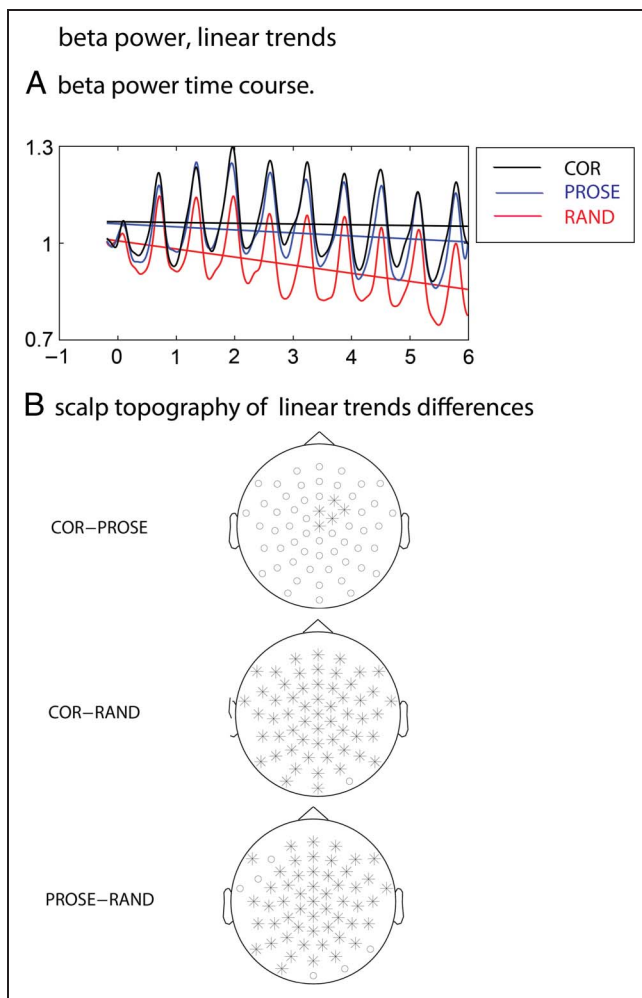 beta power, linear trends
A beta power time course.
1.3
1
0.7
−1 0 1 2 3 4 5 6
COR
PROSE
RAND
B scalp topography of linear trends differences
COR−PROSE
COR−RAND
PROSE−RAND